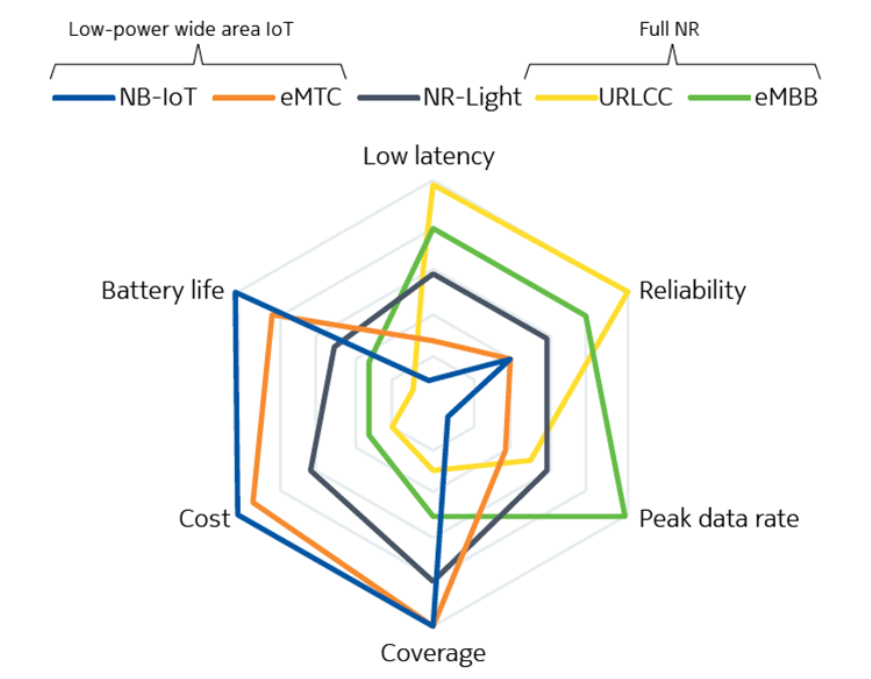 Low-power wide area IoT Full NR
NB-IoT eMTC NR-Light URLCC eMBB
Low latency
Battery life Reliability
Cost Peak data rate
Coverage